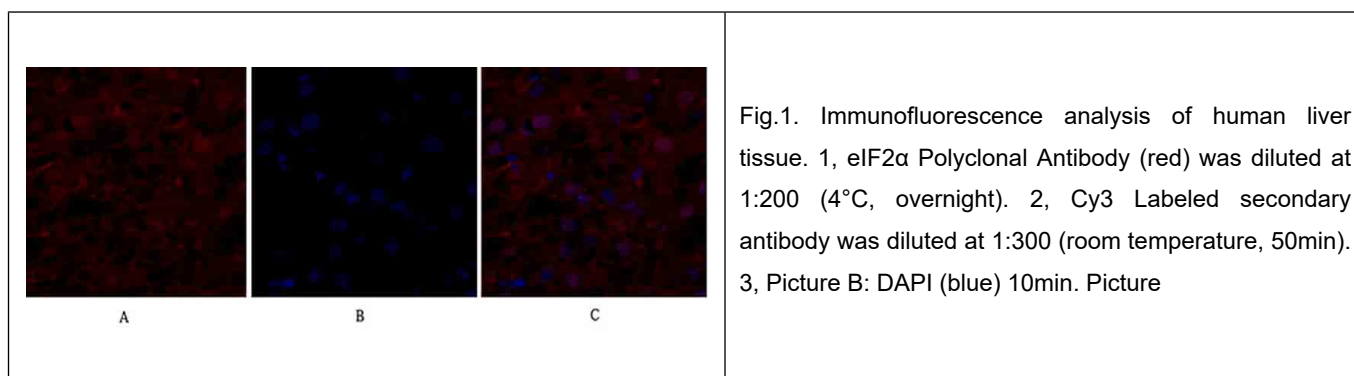 A
B
C
Fig.1. Immunofluorescence analysis of human liver
tissue. 1, eIF2α Polyclonal Antibody (red) was diluted at
1:200 (4°C, overnight). 2, Cy3 Labeled secondary
antibody was diluted at 1:300 (room temperature, 50min).
3, Picture B: DAPI (blue) 10min. Picture